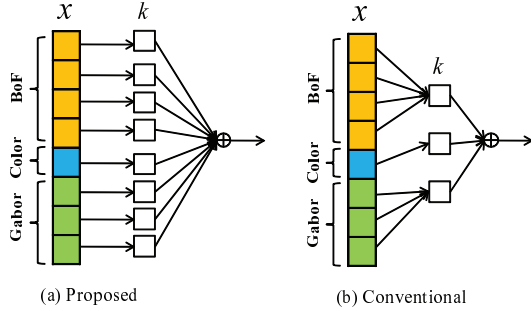 x
k
BoF
Color
Gabor
(a) Proposed
x
k
BoF
Color
Gabor
(b) Conventional